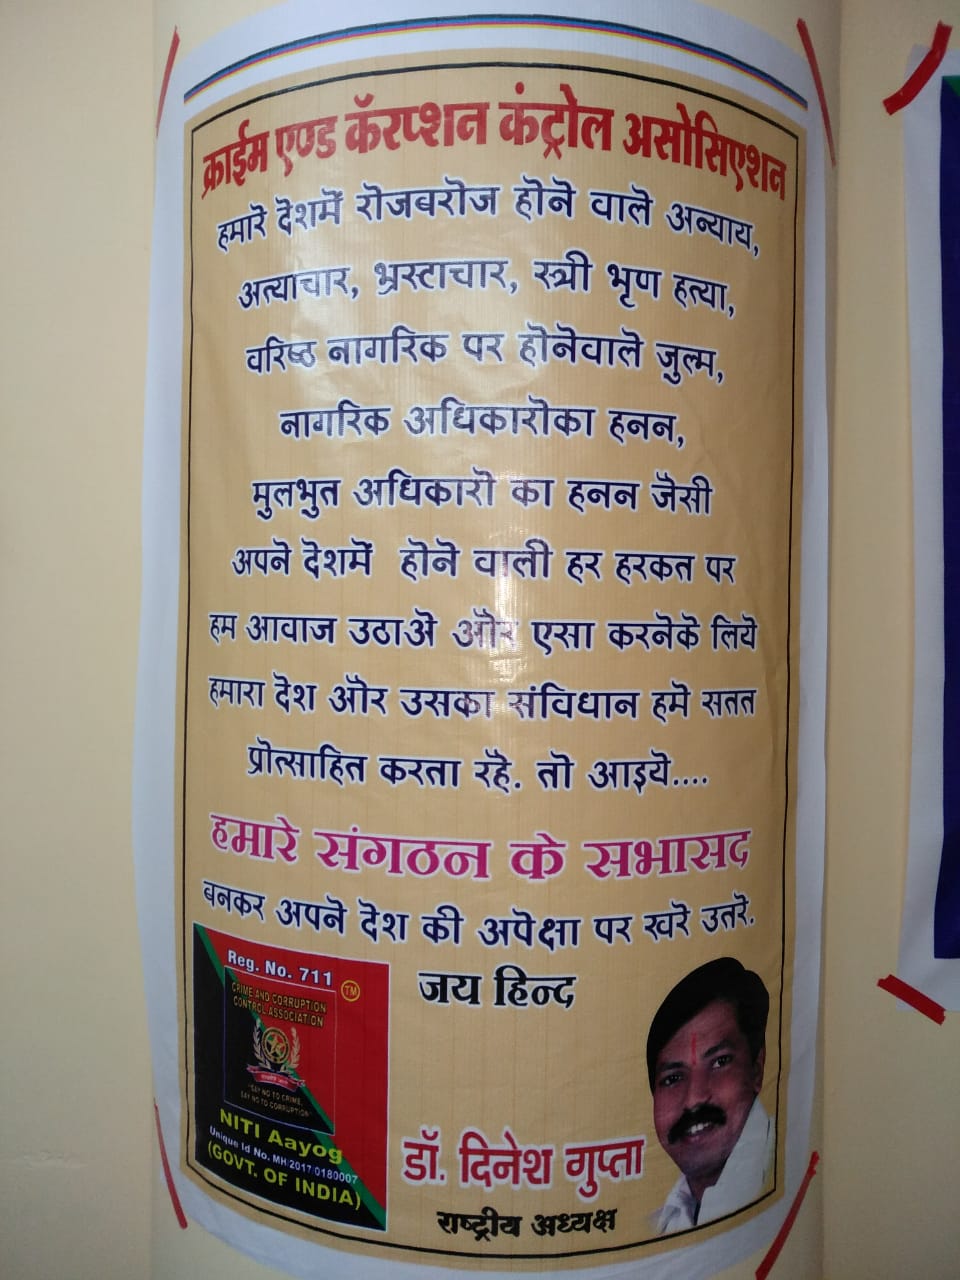 क्राईम एण्ड कॅरप्शन कंट्रोल असोसिएशन
हमारे देशमें रोजबरोज होने वाले अन्याय,
अत्याचार, भ्रस्टाचार, स्त्री भृण हत्या,
वरिष्ठ नागरिक पर होनेवाले जुल्म,
नागरिक अधिकारोका हनन,
मुलभुत अधिकारो का हनन जैसी
अपने देशमें होने वाली हर हरकत पर
हम आवाज उठाअे और एसा करनेके लिये
हमारा देश और उसका संविधान हमे सतत
प्रोत्साहित करता रहे. तो आइये....
हमारे संगठन के सभासद
बनकर अपने देश की अपेक्षा पर खरे उतरे.
जय हिन्द
Reg. No. 711
TM
CRIME AND CORRUPTION
CONTROL ASSOCIATION
"SAY NO TO CRIME,
SAY NO TO CORRUPTION"
NITI Aayog
Unique Id No. MH/2017/0180007
(GOVT. OF INDIA)
डॉ. दिनेश गुप्ता
राष्ट्रीय अध्यक्ष